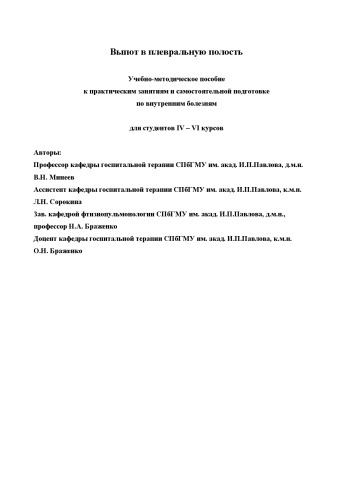 Выпот в плевральную полость
Учебно-методическое пособие
к практическим занятиям и самостоятельной подготовке
по внутренним болезням
для студентов IV – VI курсов
Авторы:
Профессор кафедры госпитальной терапии СПбГМУ им. акад. И.П.Павлова, д.м.н.
В.Н. Минеев
Ассистент кафедры госпитальной терапии СПбГМУ им. акад. И.П.Павлова, к.м.н.
Л.Н. Сорокина
Зав. кафедрой фтизиопульмонологии СПбГМУ им. акад. И.П.Павлова, д.м.н.,
профессор Н.А. Браженко
Доцент кафедры госпитальной терапии СПбГМУ им. акад. И.П.Павлова, к.м.н.
О.Н. Браженко